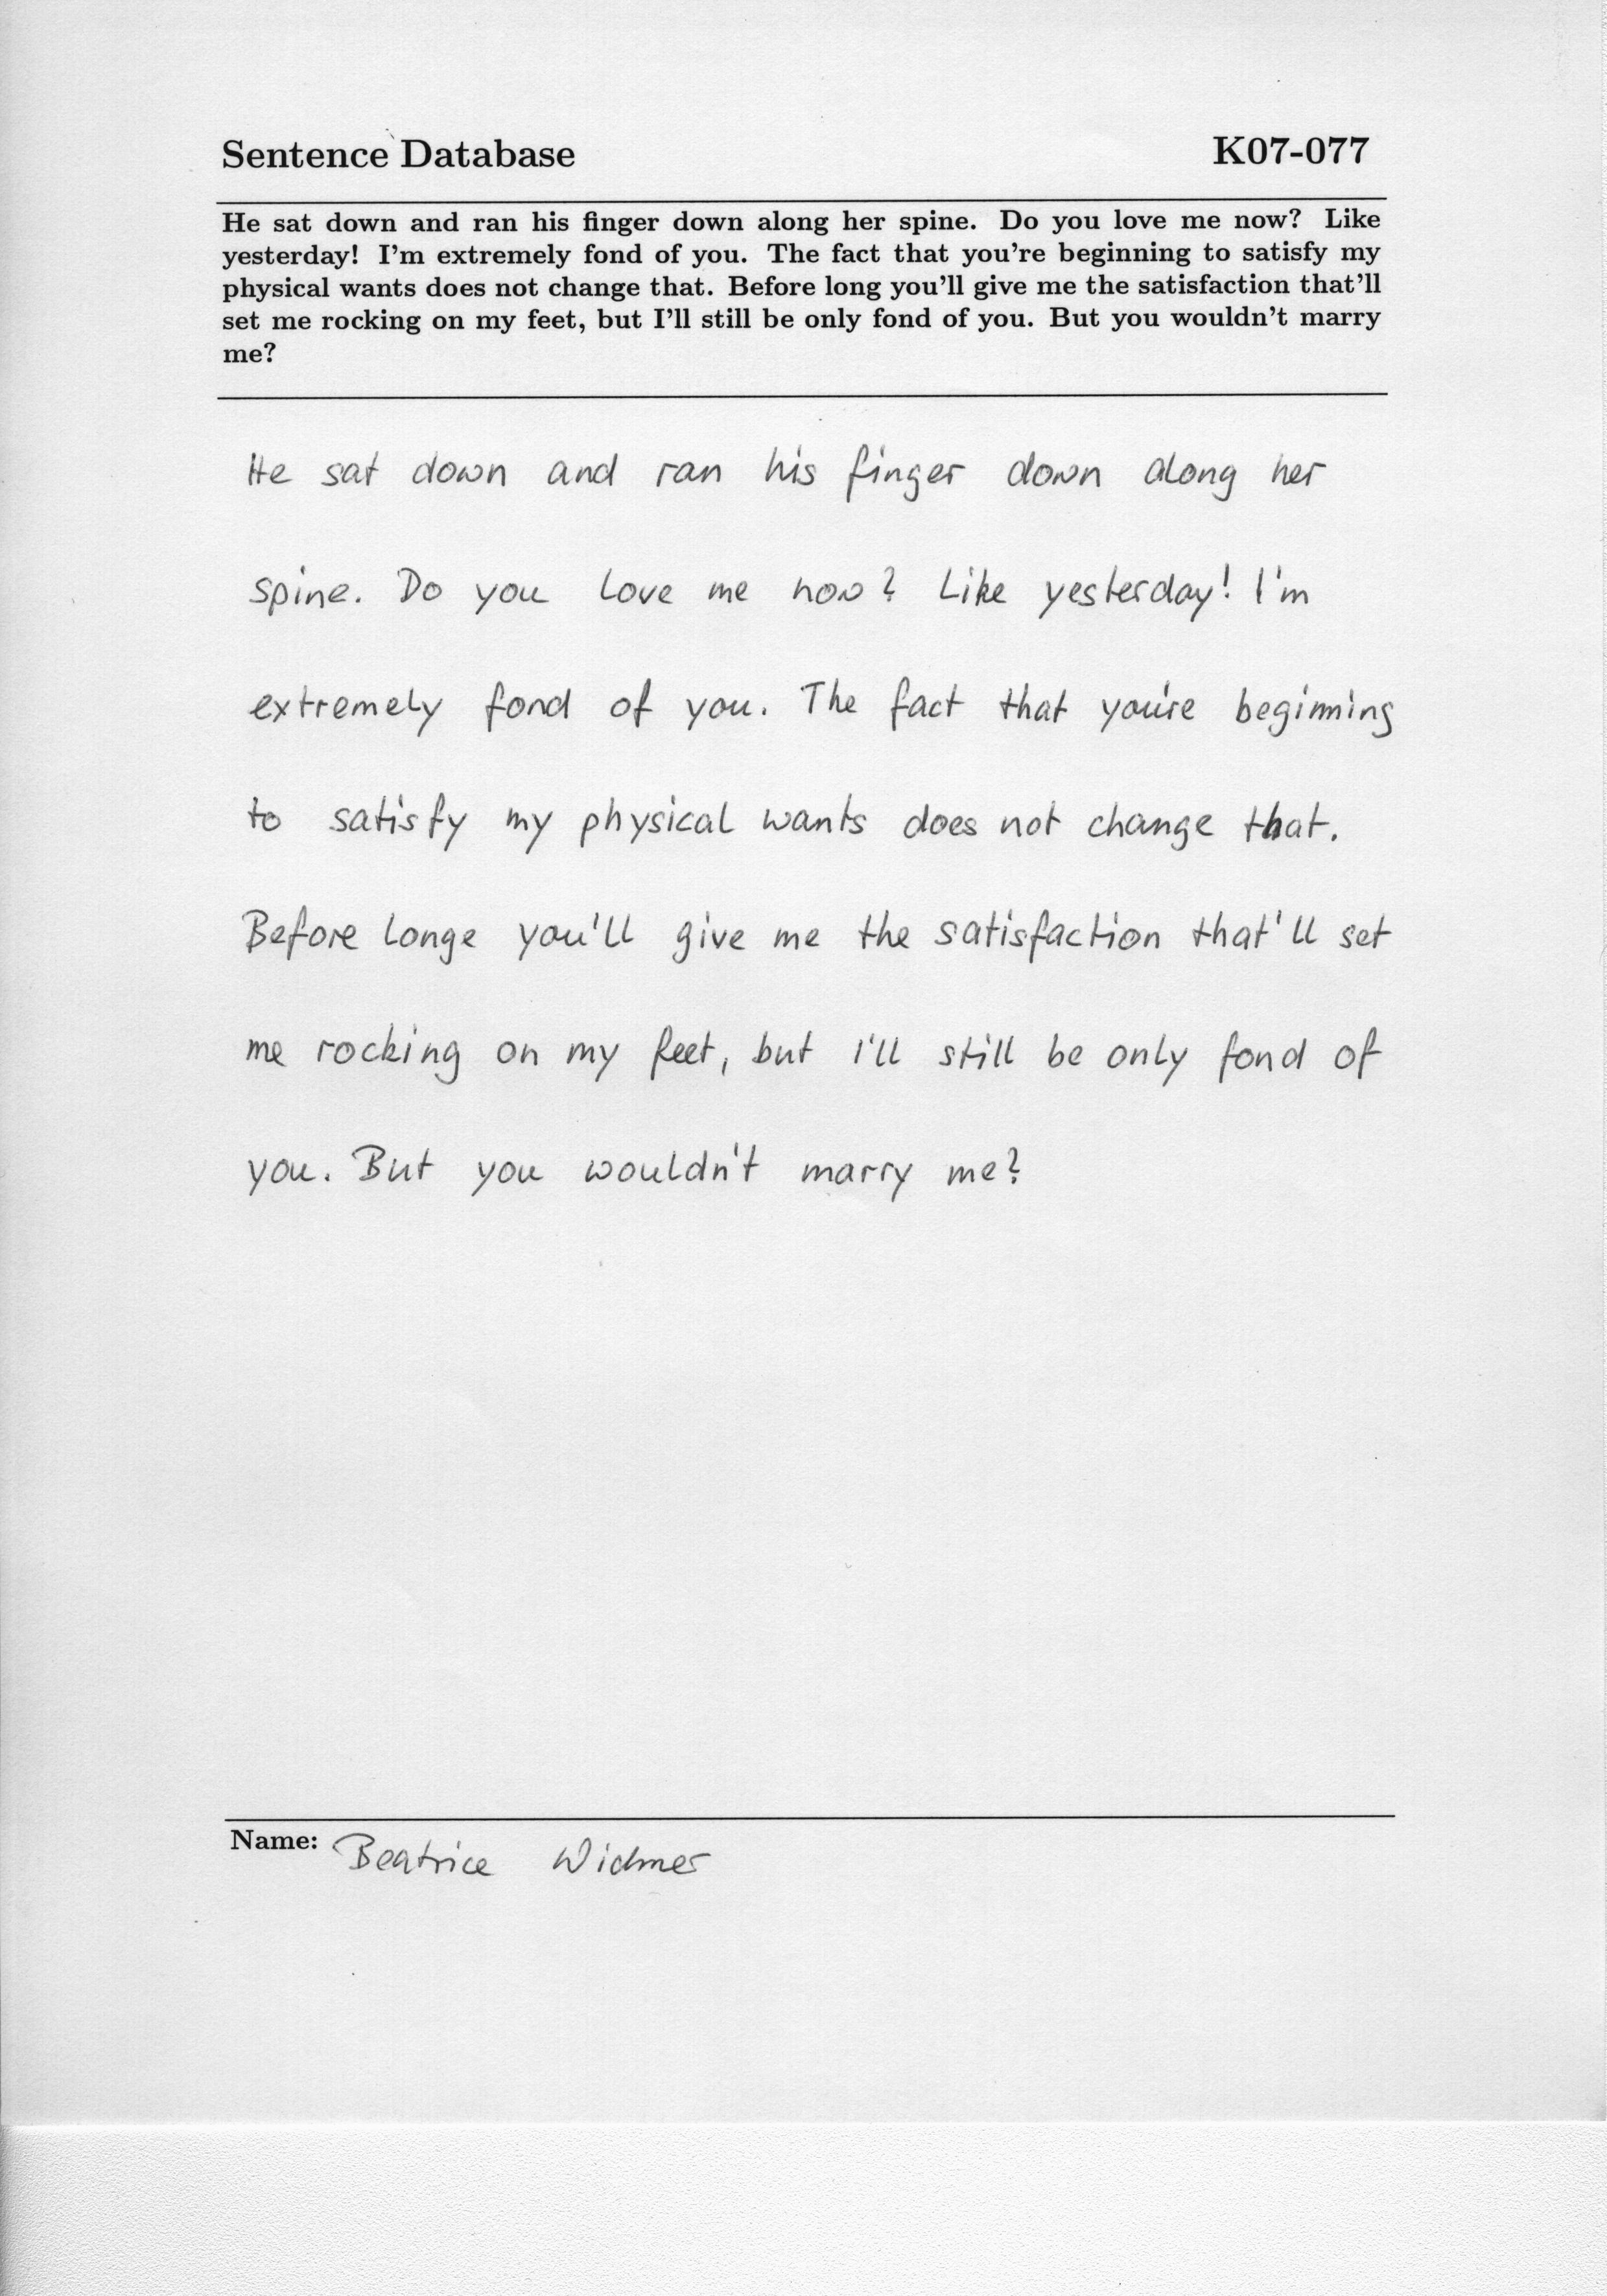 Sentence Database K07-077
He sat down and ran his finger down along her spine. Do you love me now? Like
yesterday! I'm extremely fond of you. The fact that you're beginning to satisfy my
physical wants does not change that. Before long you'll give me the satisfaction that'll
set me rocking on my feet, but I'll still be only fond of you. But you wouldn't marry
me?
He sat down and ran his finger down along her
spine. Do you love me now? Like yesterday! I'm
extremely fond of you. The fact that you're beginning
to satisfy my physical wants does not change that.
Before longe you'll give me the satisfaction that'll set
me rocking on my feet, but I'll still be only fond of
you. But you wouldn't marry me?
Name: Beatrice Widmer